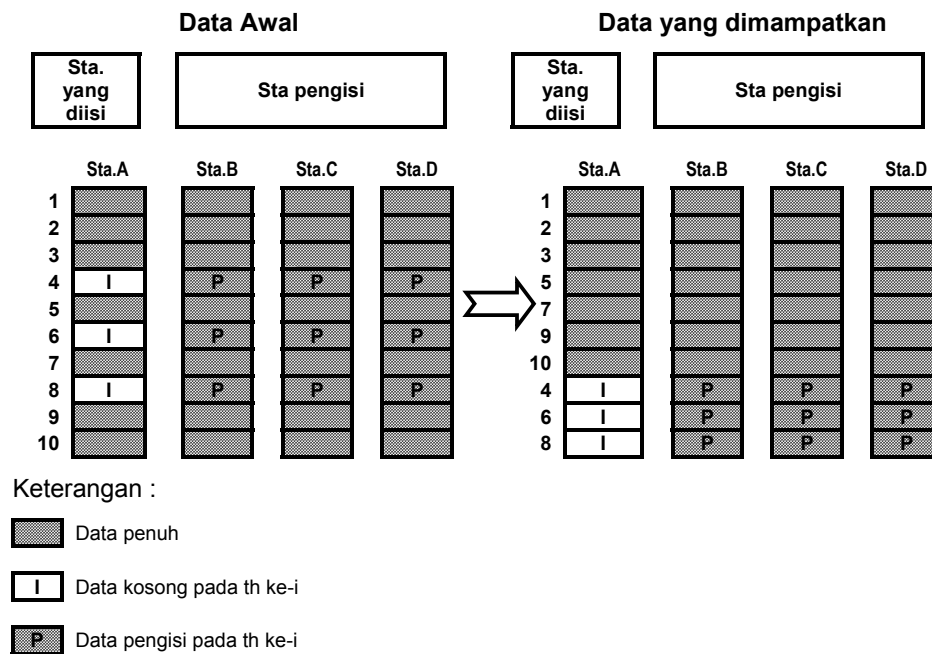 Data Awal Data yang dimampatkan
Sta. yang diisi Sta pengisi Sta. yang diisi Sta pengisi
Sta.A Sta.B Sta.C Sta.D Sta.A Sta.B Sta.C Sta.D
1 1
2 2
3 3
4 I P P P 5
5 7
6 I P P P 9
7 10
8 I P P P 4 I P P P
9 6 I P P P
10 8 I P P P
Keterangan :
Data penuh
I Data kosong pada th ke-i
P Data pengisi pada th ke-i